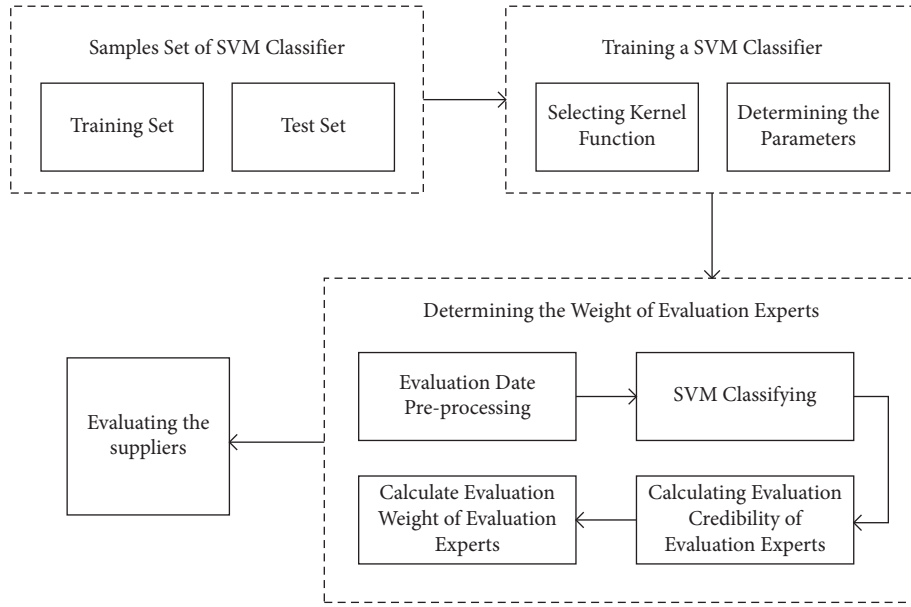 Samples Set of SVM Classifier
Training Set
Test Set
Training a SVM Classifier
Selecting Kernel
Function
Determining the
Parameters
Determining the Weight of Evaluation Experts
Evaluation Date
Pre-processing
SVM Classifying
Calculating Evaluation
Credibility of
Evaluation Experts
Calculate Evaluation
Weight of Evaluation
Experts
Evaluating the
suppliers